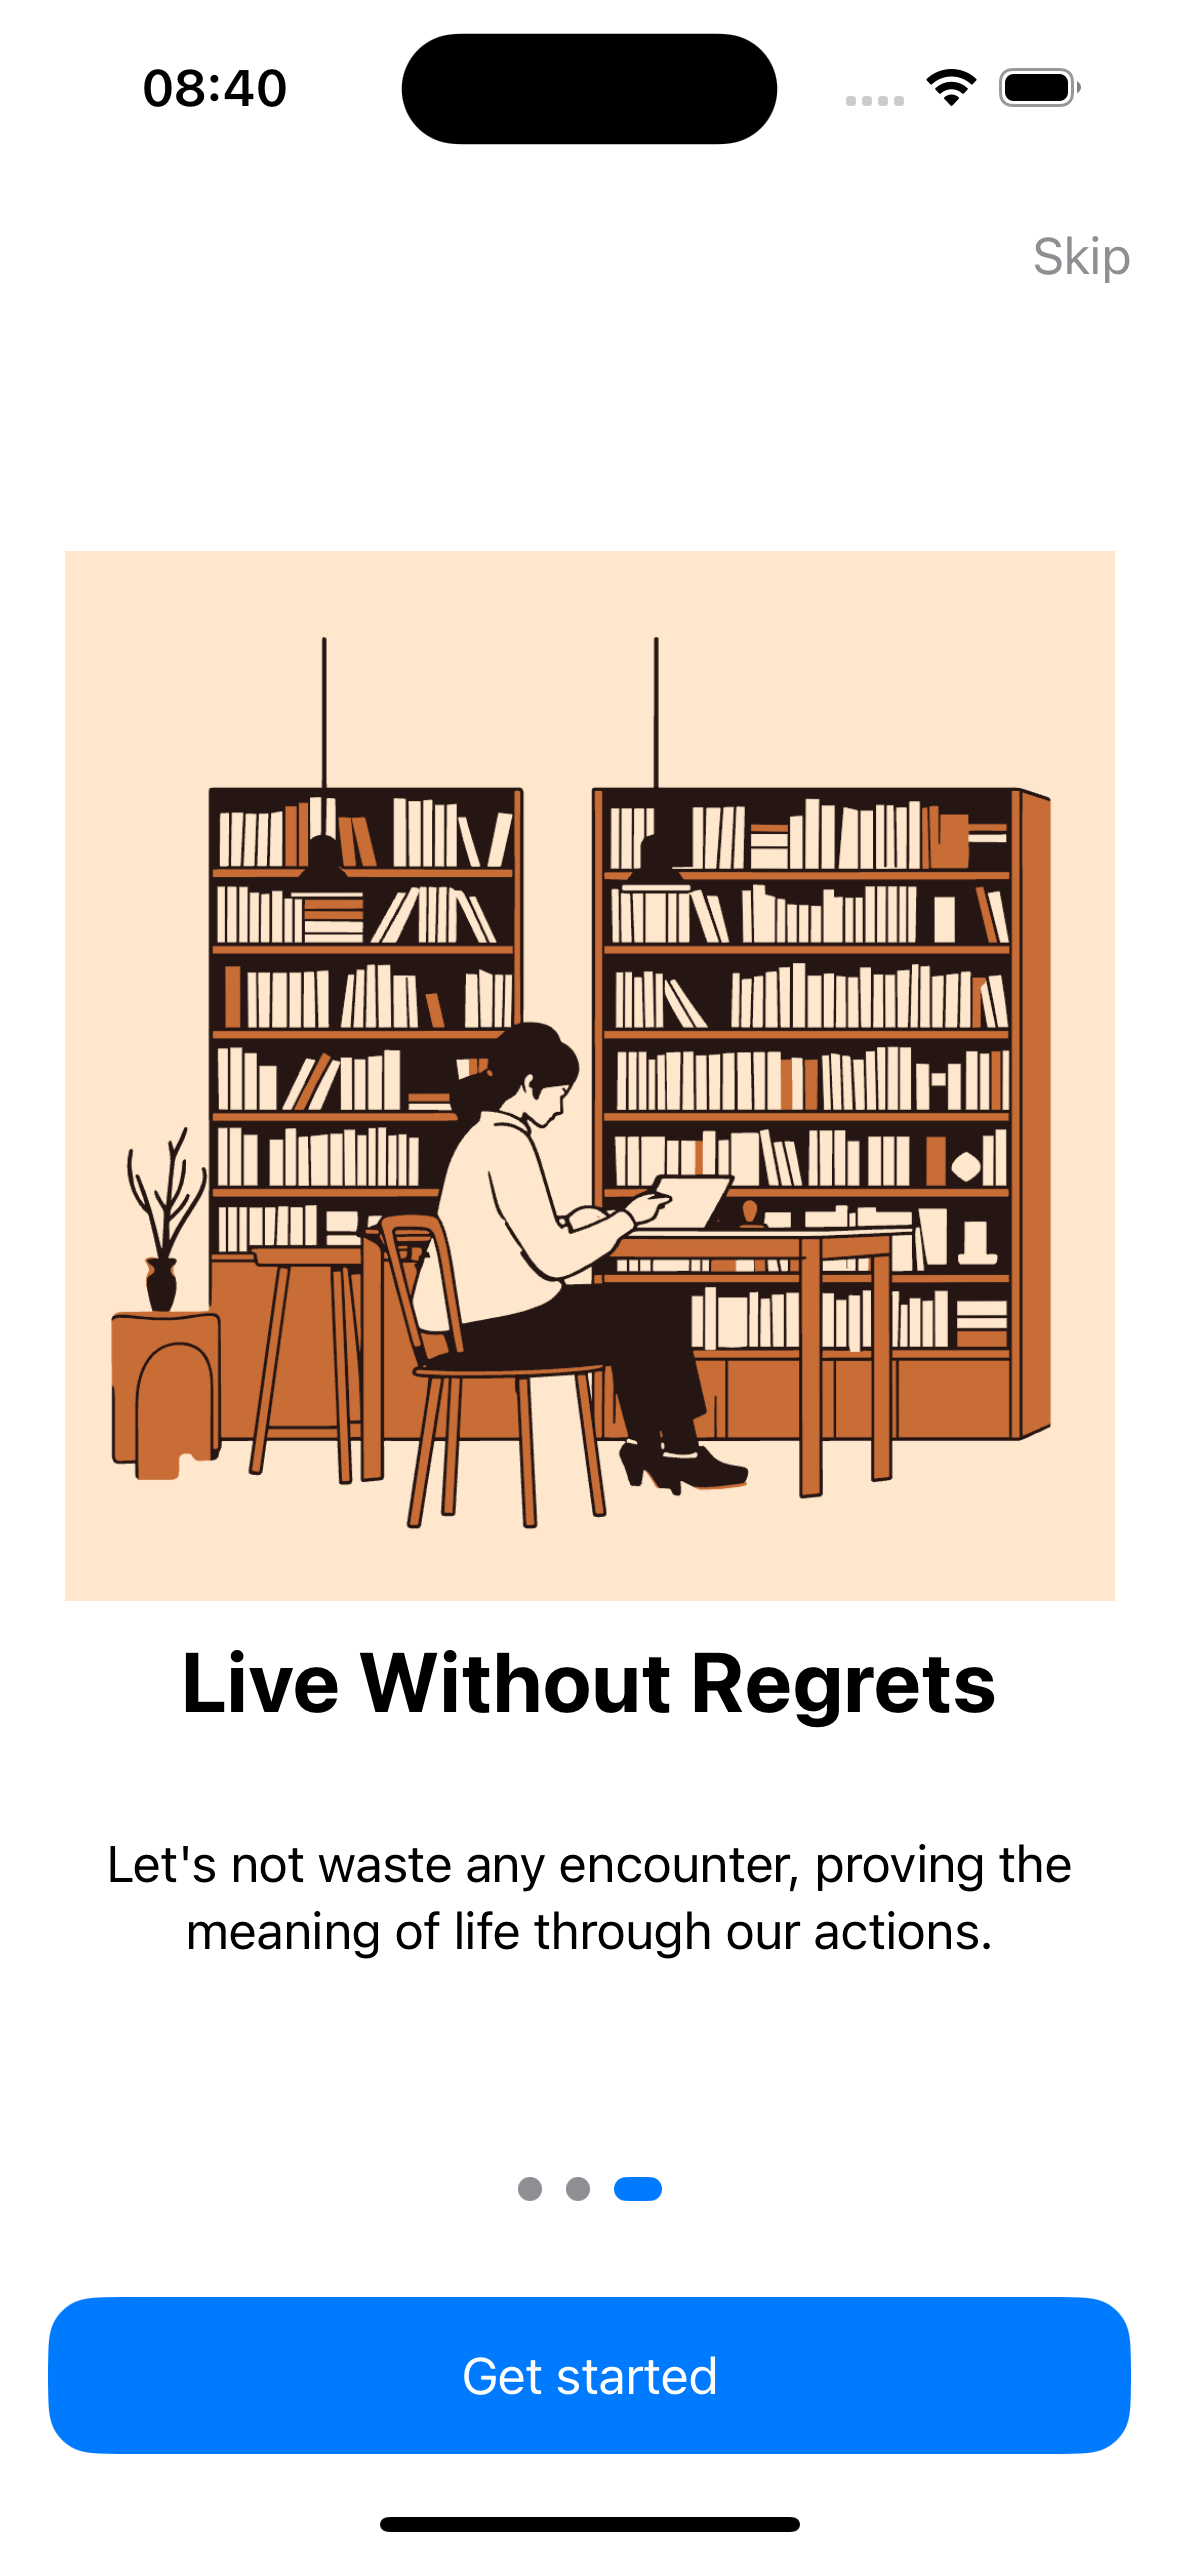 08:40
Skip
Live Without Regrets
Let's not waste any encounter, proving the
meaning of life through our actions.
Get started